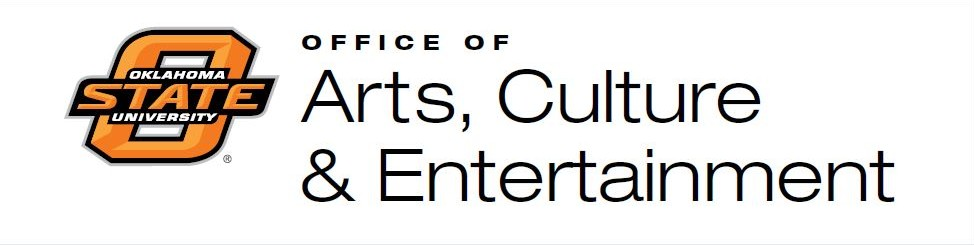 OKLAHOMA
STATE
UNIVERSITY
®
OFFICE OF
Arts, Culture
& Entertainment